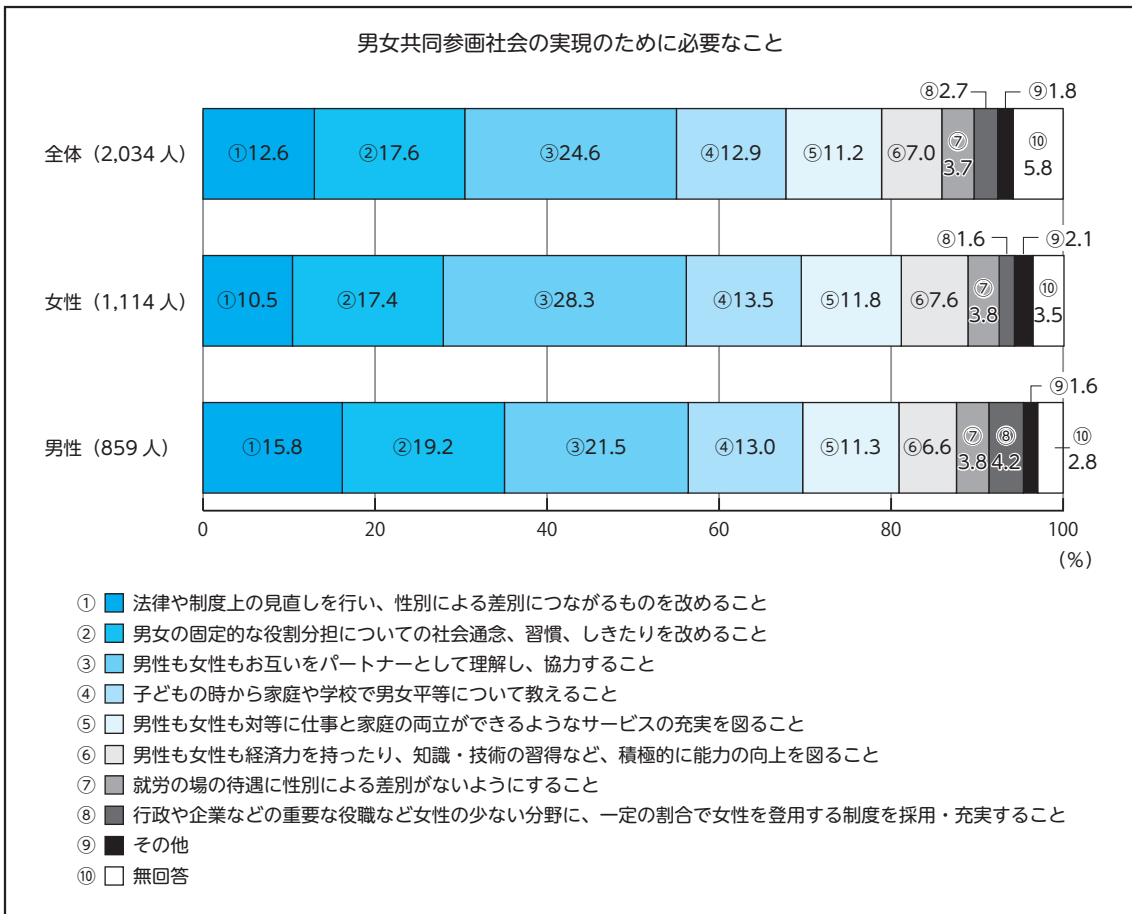 男女共同参画社会の実現のために必要なこと
⑧2.7 ⑨1.8
全体（2,034 人） ①12.6 ②17.6 ③24.6 ④12.9 ⑤11.2 ⑥7.0 ⑦3.7 ⑩5.8
⑧1.6 ⑨2.1
女性（1,114 人） ①10.5 ②17.4 ③28.3 ④13.5 ⑤11.8 ⑥7.6 ⑦3.8 ⑩3.5
⑨1.6
男性（859 人） ①15.8 ②19.2 ③21.5 ④13.0 ⑤11.3 ⑥6.6 ⑦3.8 ⑧4.2 ⑩2.8
0 20 40 60 80 100
（%）
① 法律や制度上の見直しを行い、性別による差別につながるものを改めること
② 男女の固定的な役割分担についての社会通念、習慣、しきたりを改めること
③ 男性も女性もお互いをパートナーとして理解し、協力すること
④ 子どもの時から家庭や学校で男女平等について教えること
⑤ 男性も女性も対等に仕事と家庭の両立ができるようなサービスの充実を図ること
⑥ 男性も女性も経済力を持ったり、知識・技術の習得など、積極的に能力の向上を図ること
⑦ 就労の場の待遇に性別による差別がないようにすること
⑧ 行政や企業などの重要な役職など女性の少ない分野に、一定の割合で女性を登用する制度を採用・充実すること
⑨ その他
⑩ 無回答